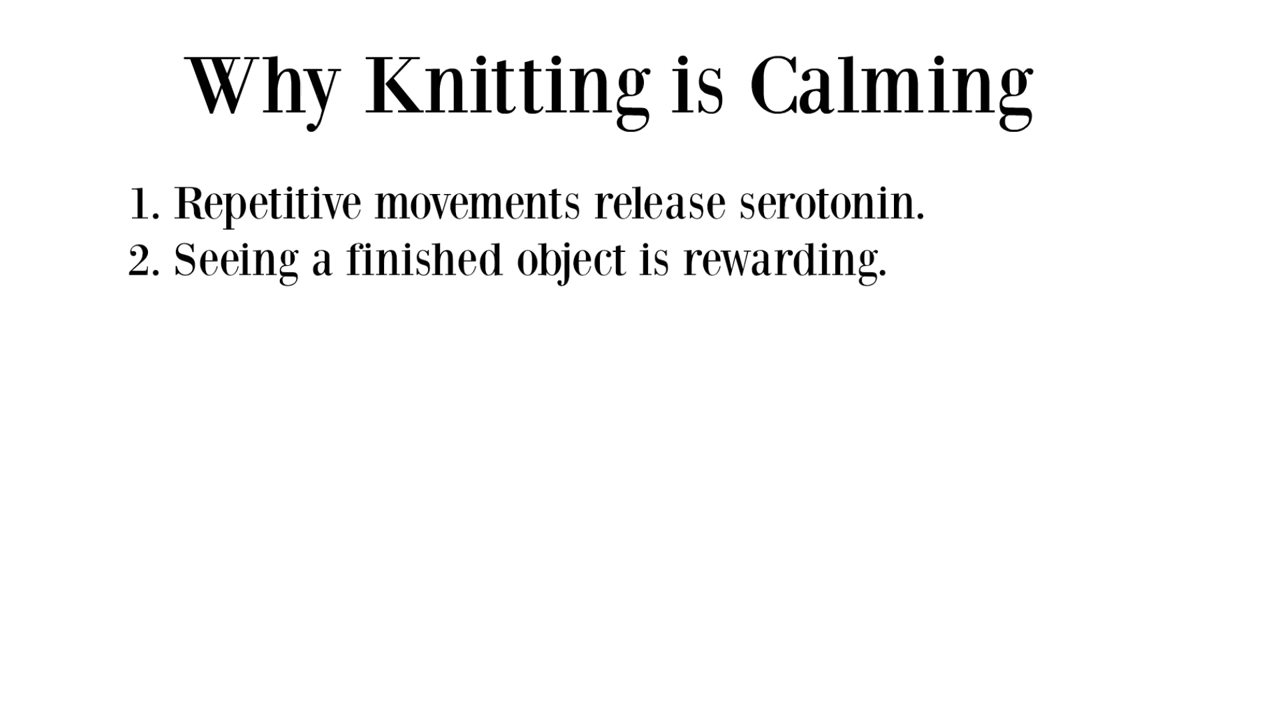 Why Knitting is Calming
1. Repetitive movements release serotonin.
2. Seeing a finished object is rewarding.